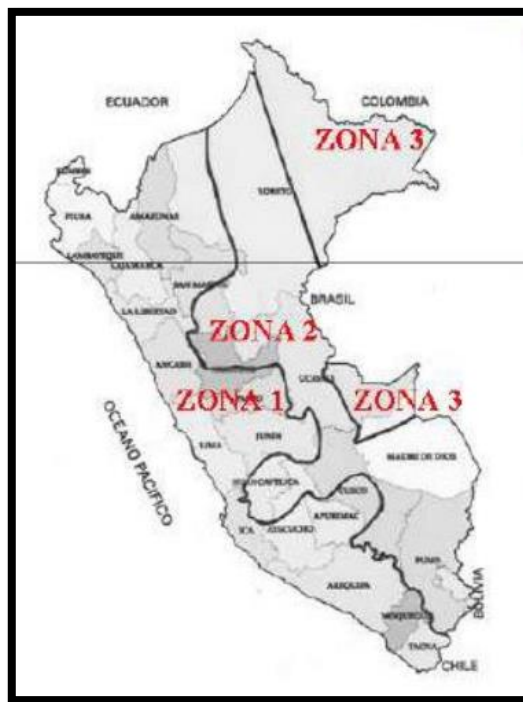 ECUADOR
COLOMBIA
ZONA 3
TUMBES
LORETO
PIURA
AMAZONAS
LAMBAYEQUE
CAJAMARCA
SAN MARTIN
BRASIL
LA LIBERTAD
ZONA 2
ANCASH
UCAYALI
ZONA 1
ZONA 3
OCEANO PACIFICO
LIMA
JUNIN
MADRE DE DIOS
HUANCAVELICA
CUSCO
APURIMAC
ICA
AYACUCHO
PUNO
AREQUIPA
BOLIVIA
MOQUEGUA
TACNA
CHILE